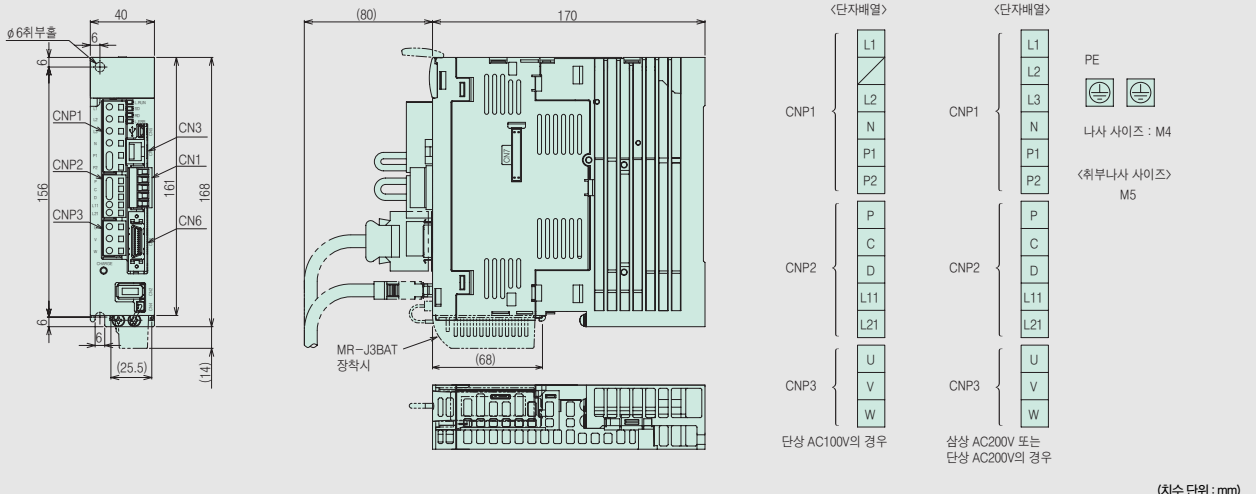 40
6
ø6취부홀
6
CNP1
CNP2
CNP3
CN3
CN1
CN6
156
161
168
CHARGE
6
6
(25.5)
(14)
(80)
170
CN7
MR-J3BAT
장착시
(68)
<단자배열>
CNP1
L1
L2
N
P1
P2
CNP2
P
C
D
L11
L21
CNP3
U
V
W
단상 AC100V의 경우
<단자배열>
CNP1
L1
L2
L3
N
P1
P2
CNP2
P
C
D
L11
L21
CNP3
U
V
W
삼상 AC200V 또는
단상 AC200V의 경우
PE
나사 사이즈 : M4
<취부나사 사이즈>
M5
(치수 단위 : mm)